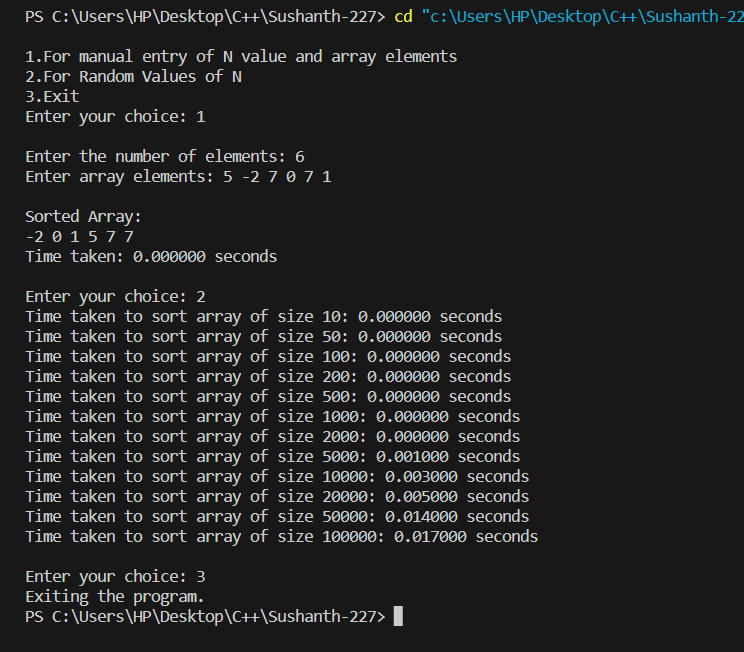 PS C:\Users\HP\Desktop\C++\Sushanth-227> cd "c:\Users\HP\Desktop\C++\Sushanth-22
1.For manual entry of N value and array elements
2.For Random Values of N
3.Exit
Enter your choice: 1
Enter the number of elements: 6
Enter array elements: 5 -2 7 0 7 1
Sorted Array:
-2 0 1 5 7 7
Time taken: 0.000000 seconds
Enter your choice: 2
Time taken to sort array of size 10: 0.000000 seconds
Time taken to sort array of size 50: 0.000000 seconds
Time taken to sort array of size 100: 0.000000 seconds
Time taken to sort array of size 200: 0.000000 seconds
Time taken to sort array of size 500: 0.000000 seconds
Time taken to sort array of size 1000: 0.000000 seconds
Time taken to sort array of size 2000: 0.000000 seconds
Time taken to sort array of size 5000: 0.001000 seconds
Time taken to sort array of size 10000: 0.003000 seconds
Time taken to sort array of size 20000: 0.005000 seconds
Time taken to sort array of size 50000: 0.014000 seconds
Time taken to sort array of size 100000: 0.017000 seconds
Enter your choice: 3
Exiting the program.
PS C:\Users\HP\Desktop\C++\Sushanth-227>